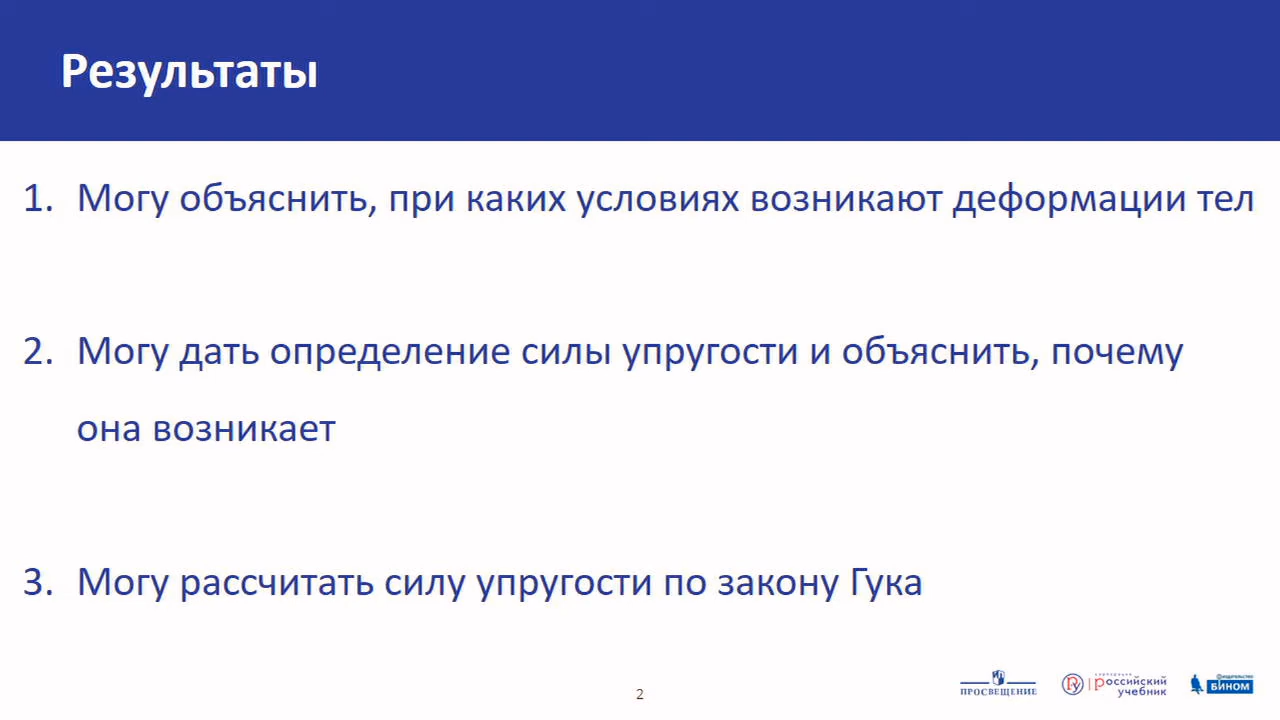 Результаты
1. Могу объяснить, при каких условиях возникают деформации тел
2. Могу дать определение силы упругости и объяснить, почему
она возникает
3. Могу рассчитать силу упругости по закону Гука
2
ПРОСВЕЩЕНИЕ
российский
учебник
БИНОМ